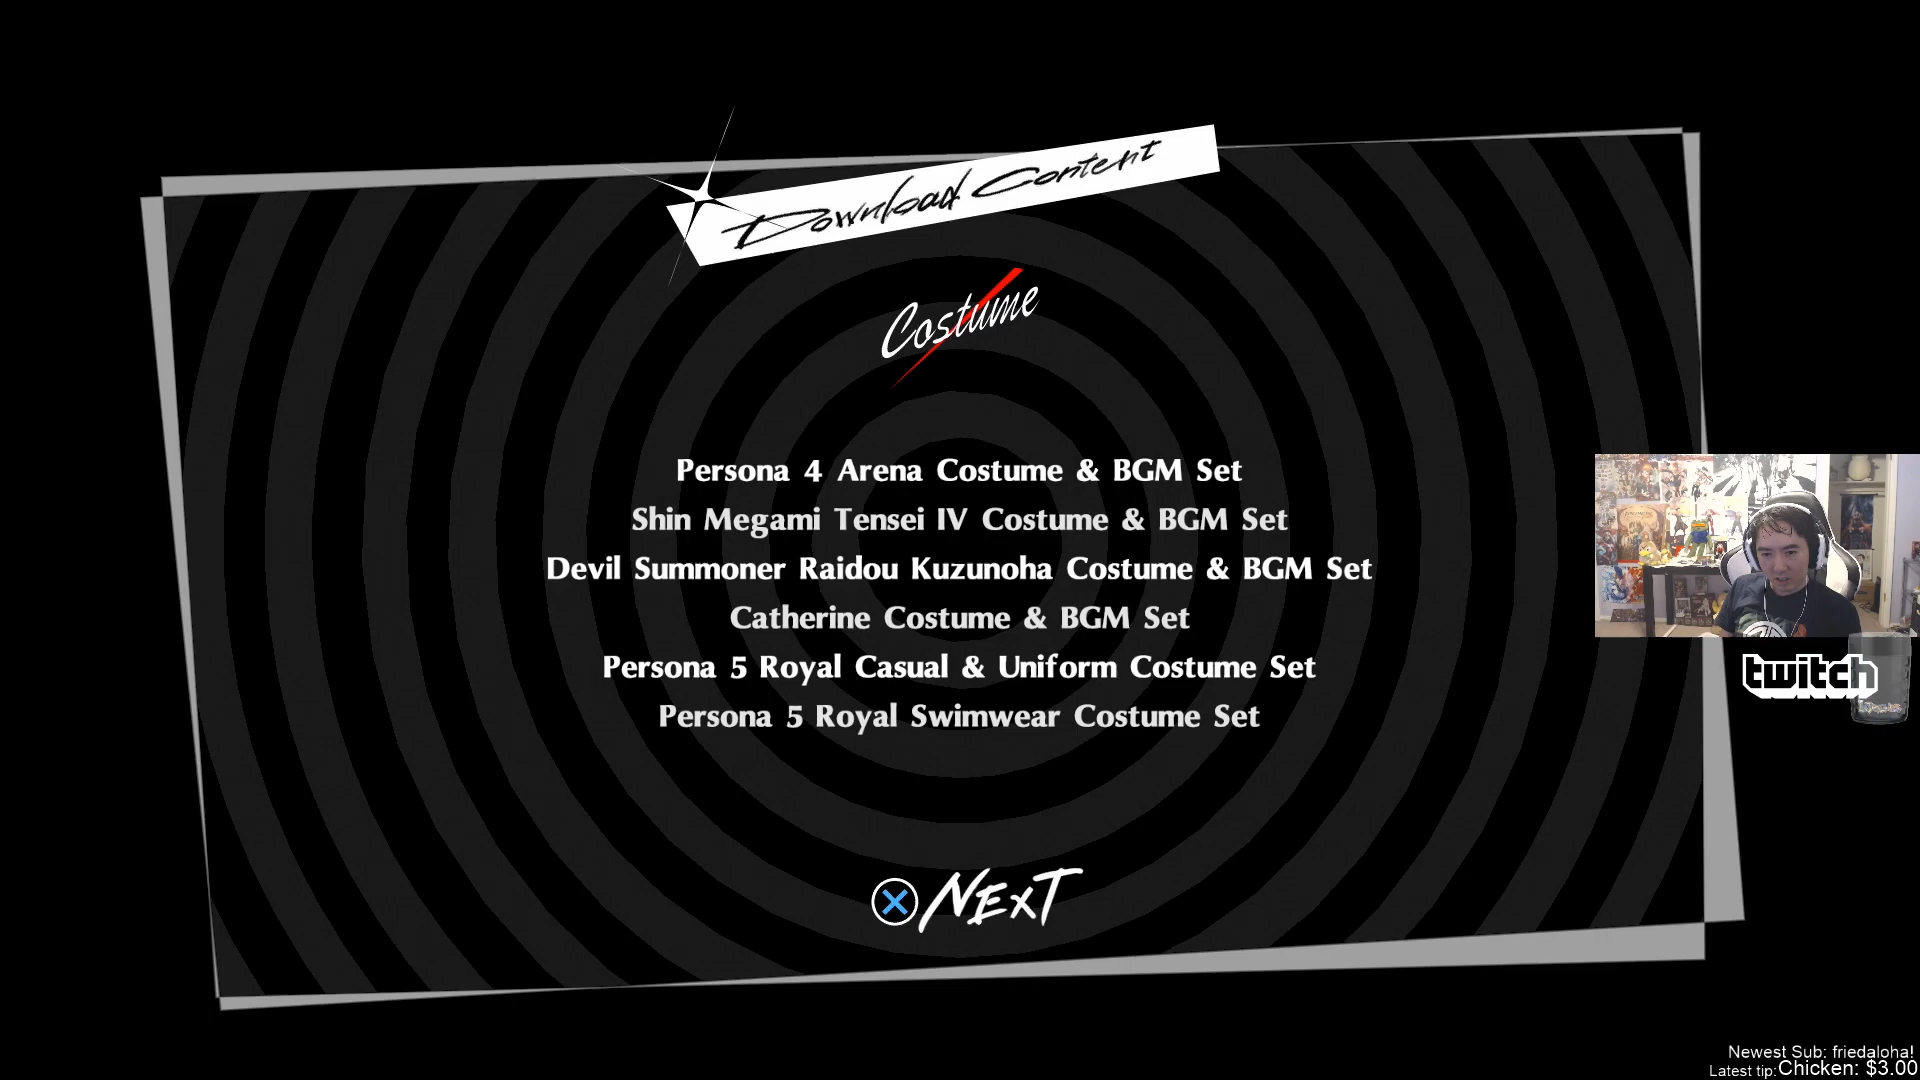 Download Content
Costume
Persona 4 Arena Costume & BGM Set
Shin Megami Tensei IV Costume & BGM Set
Devil Summoner Raidou Kuzunoha Costume & BGM Set
Catherine Costume & BGM Set
Persona 5 Royal Casual & Uniform Costume Set
Persona 5 Royal Swimwear Costume Set
NEXT
twitch
Newest Sub: friedaloha!
Latest tip:Chicken: $3.00